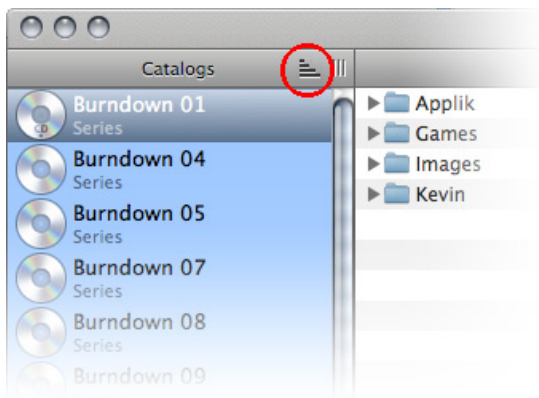 Catalogs
Burndown 01
Series
Burndown 04
Series
Burndown 05
Series
Burndown 07
Series
Burndown 08
Series
Burndown 09
Applik
Games
Images
Kevin